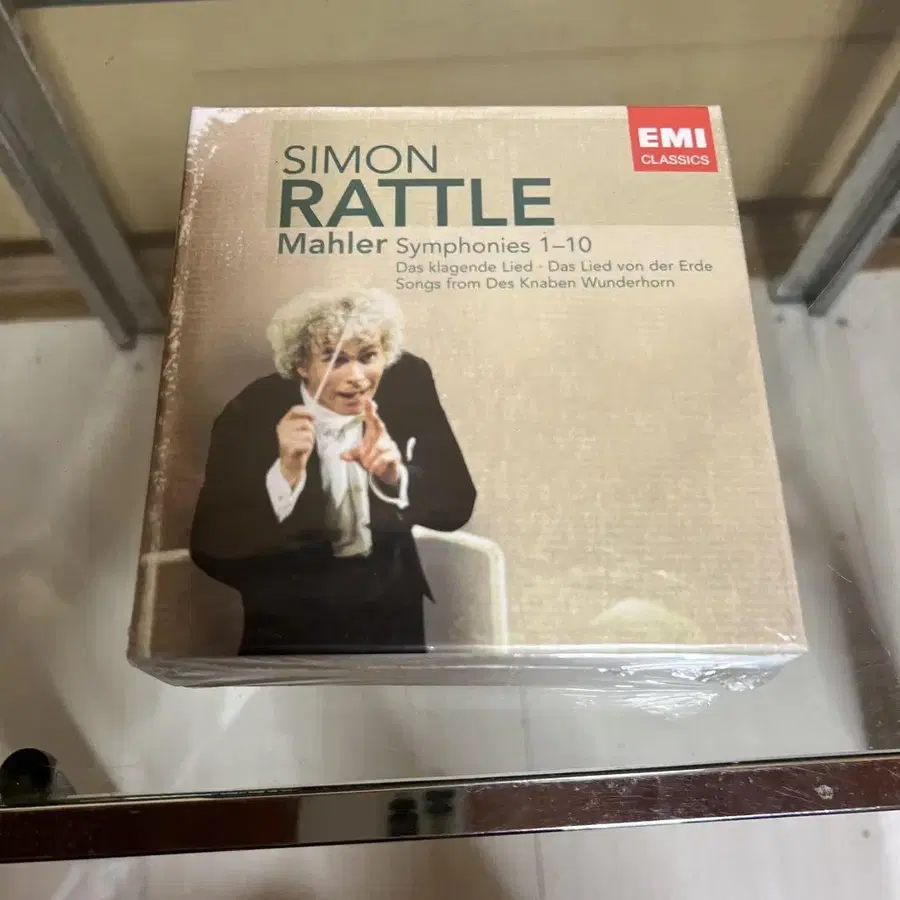 EMI
CLASSICS
SIMON
RATTLE
Mahler Symphonies 1–10
Das klagende Lied · Das Lied von der Erde
Songs from Des Knaben Wunderhorn